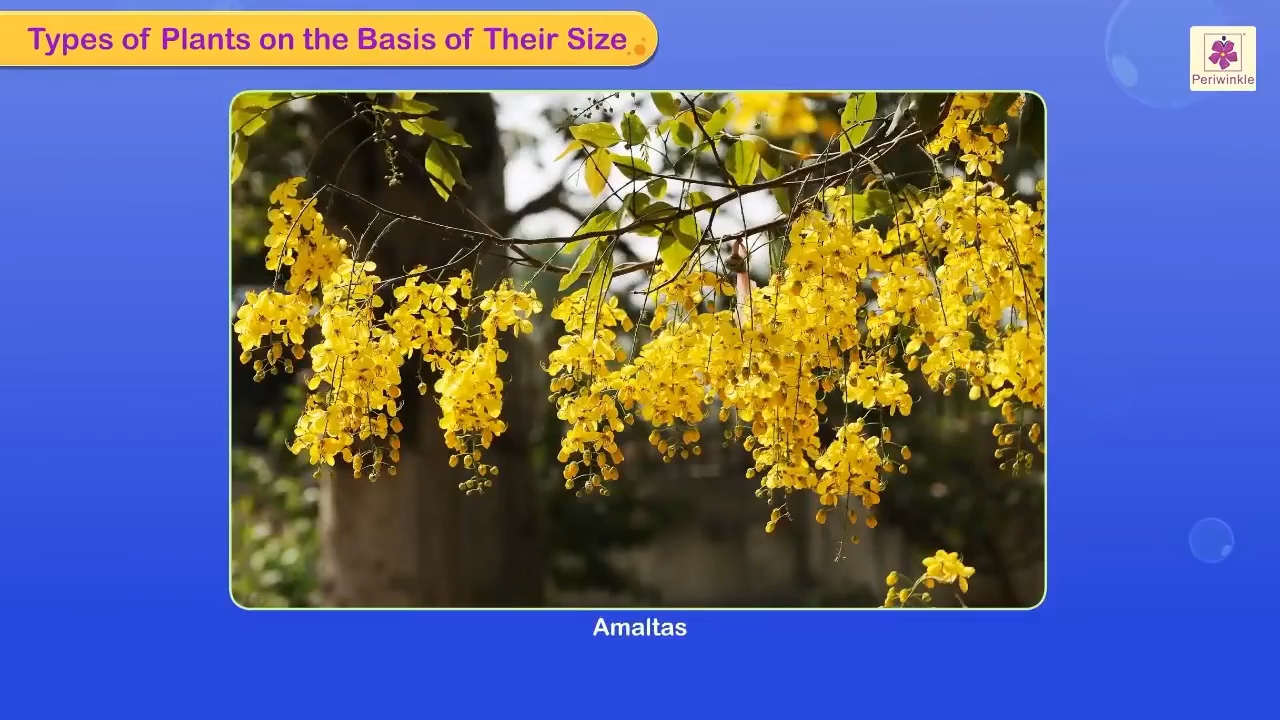 Types of Plants on the Basis of Their Size
Periwinkle
Amaltas